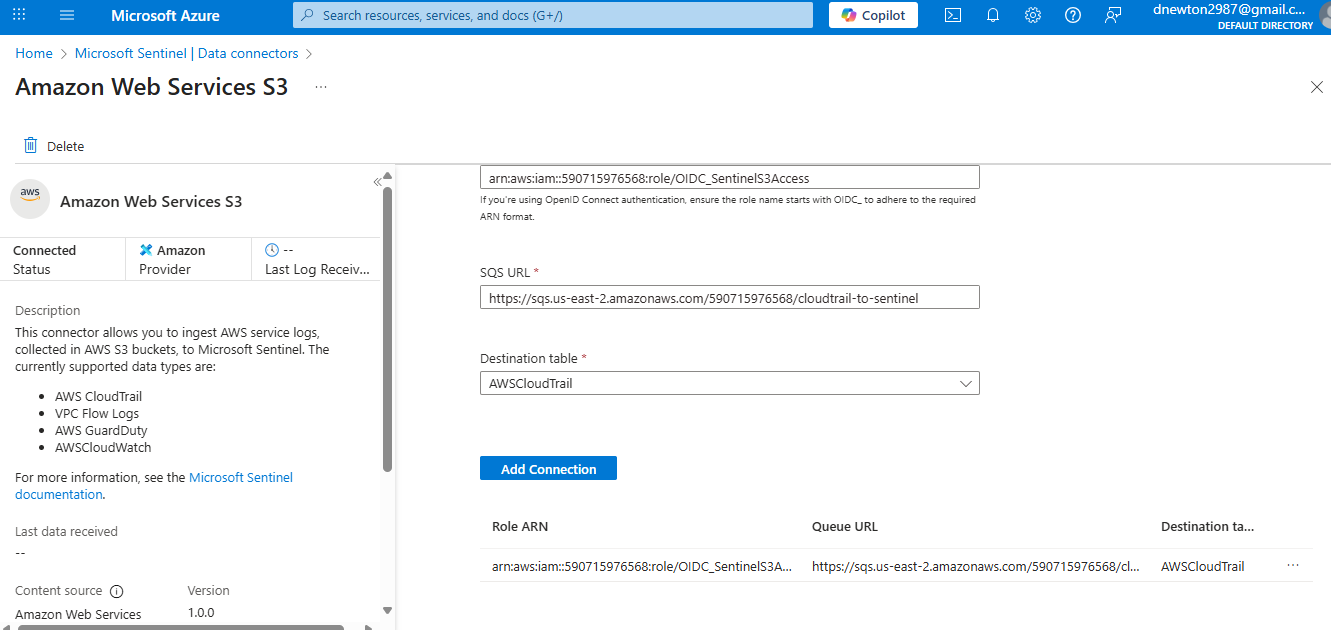 Microsoft Azure
Search resources, services, and docs (G+/)
Copilot
dnewton2987@gmail.c...
DEFAULT DIRECTORY
Home > Microsoft Sentinel | Data connectors >
Amazon Web Services S3 ...
Delete
aws
Amazon Web Services S3
Connected
Status
Amazon
Provider
--
Last Log Receiv...
Description
This connector allows you to ingest AWS service logs,
collected in AWS S3 buckets, to Microsoft Sentinel. The
currently supported data types are:
• AWS CloudTrail
• VPC Flow Logs
• AWS GuardDuty
• AWSCloudWatch
For more information, see the Microsoft Sentinel
documentation.
Last data received
--
Content source
Amazon Web Services
Version
1.0.0
arn:aws:iam::590715976568:role/OIDC_SentinelS3Access
If you're using OpenID Connect authentication, ensure the role name starts with OIDC_ to adhere to the required
ARN format.
SQS URL *
https://sqs.us-east-2.amazonaws.com/590715976568/cloudtrail-to-sentinel
Destination table *
AWSCloudTrail
Add Connection
Role ARN Queue URL Destination ta...
arn:aws:iam::590715976568:role/OIDC_SentinelS3A... https://sqs.us-east-2.amazonaws.com/590715976568/cl... AWSCloudTrail ...